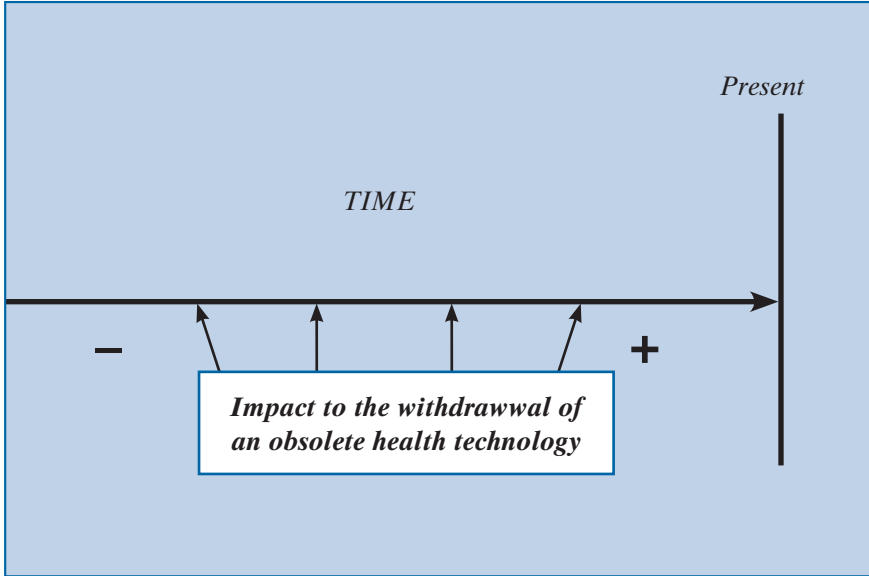 Present
TIME
– +
Impact to the withdrawwal of
an obsolete health technology